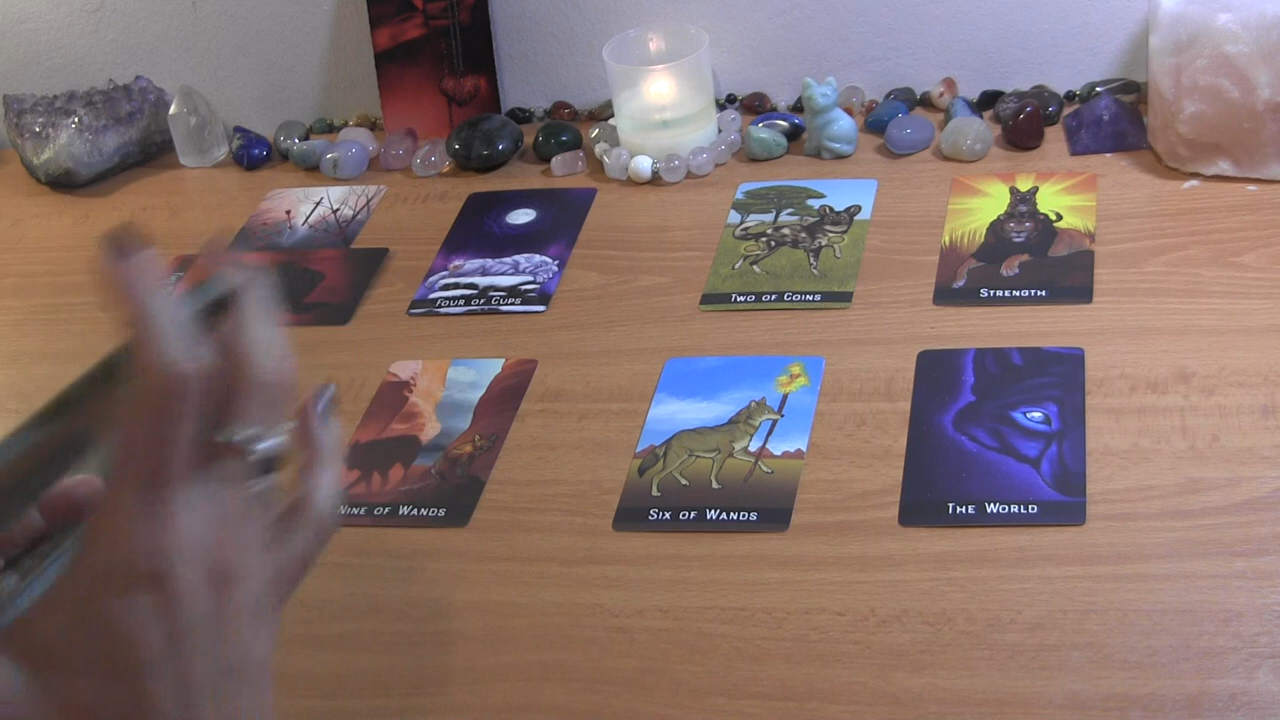 Four of Cups
Two of Coins
Strength
Nine of Wands
Six of Wands
The World